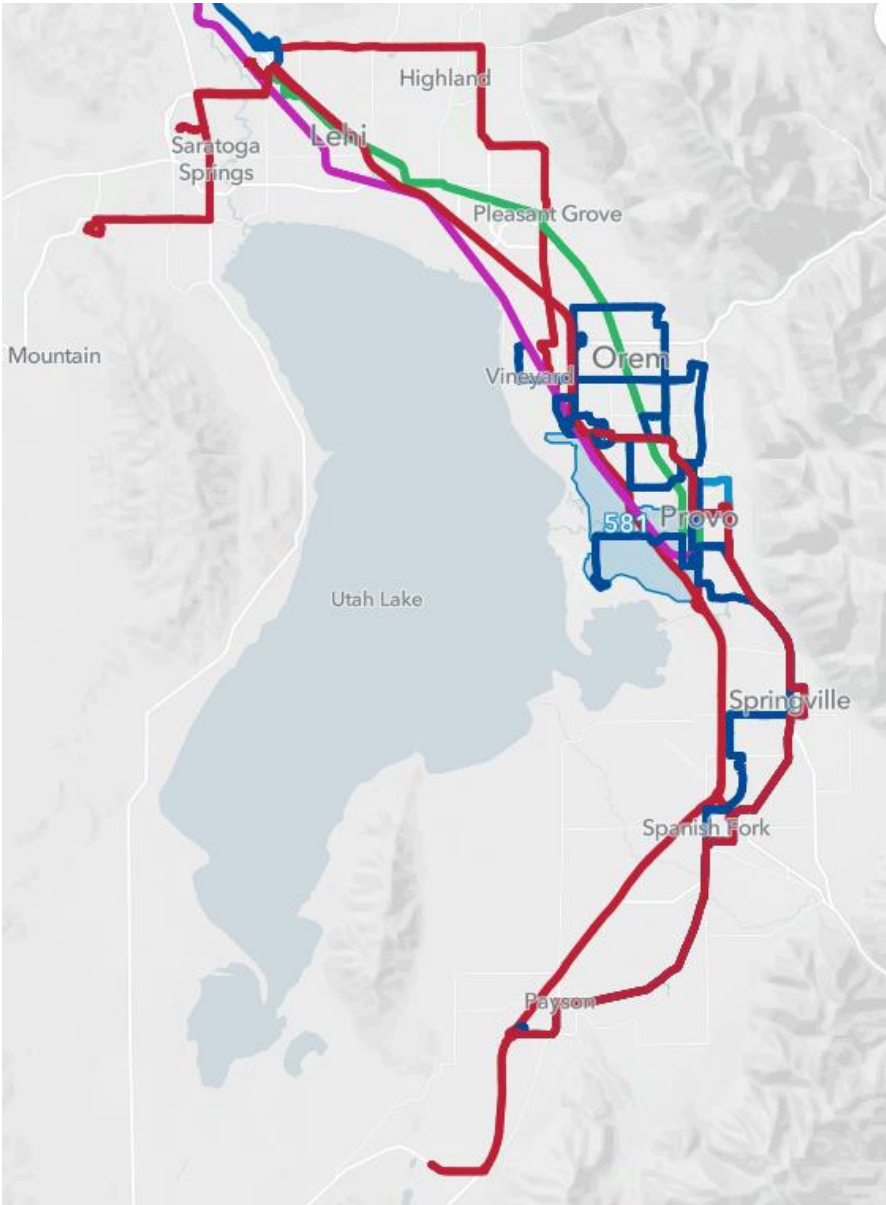 Highland
Lehi
Saratoga
Springs
Pleasant Grove
Mountain
Orem
Vineyard
581
Provo
Utah Lake
Springville
Spanish Fork
Payson